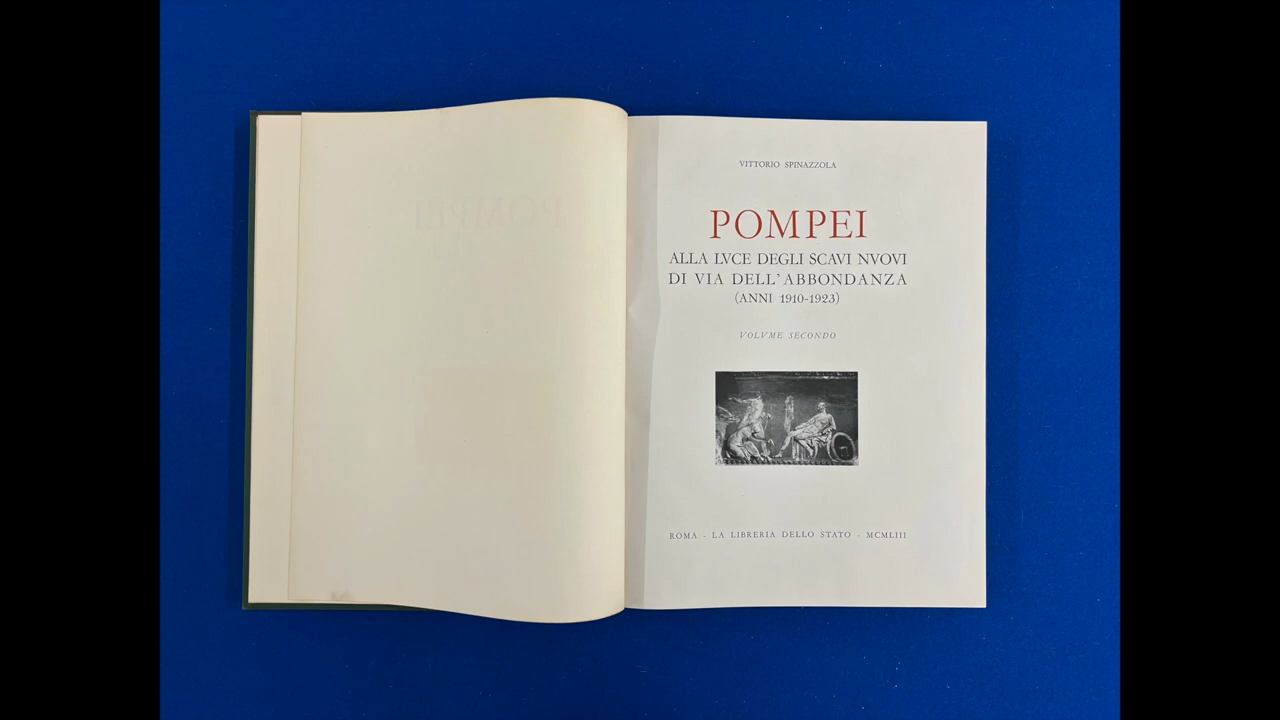 VITTORIO SPINAZZOLA
POMPEI
ALLA LVCE DEGLI SCAVI NVOVI
DI VIA DELL'ABBONDANZA
(ANNI 1910-1923)
VOLVME SECONDO
ROMA - LA LIBRERIA DELLO STATO - MCMLIII